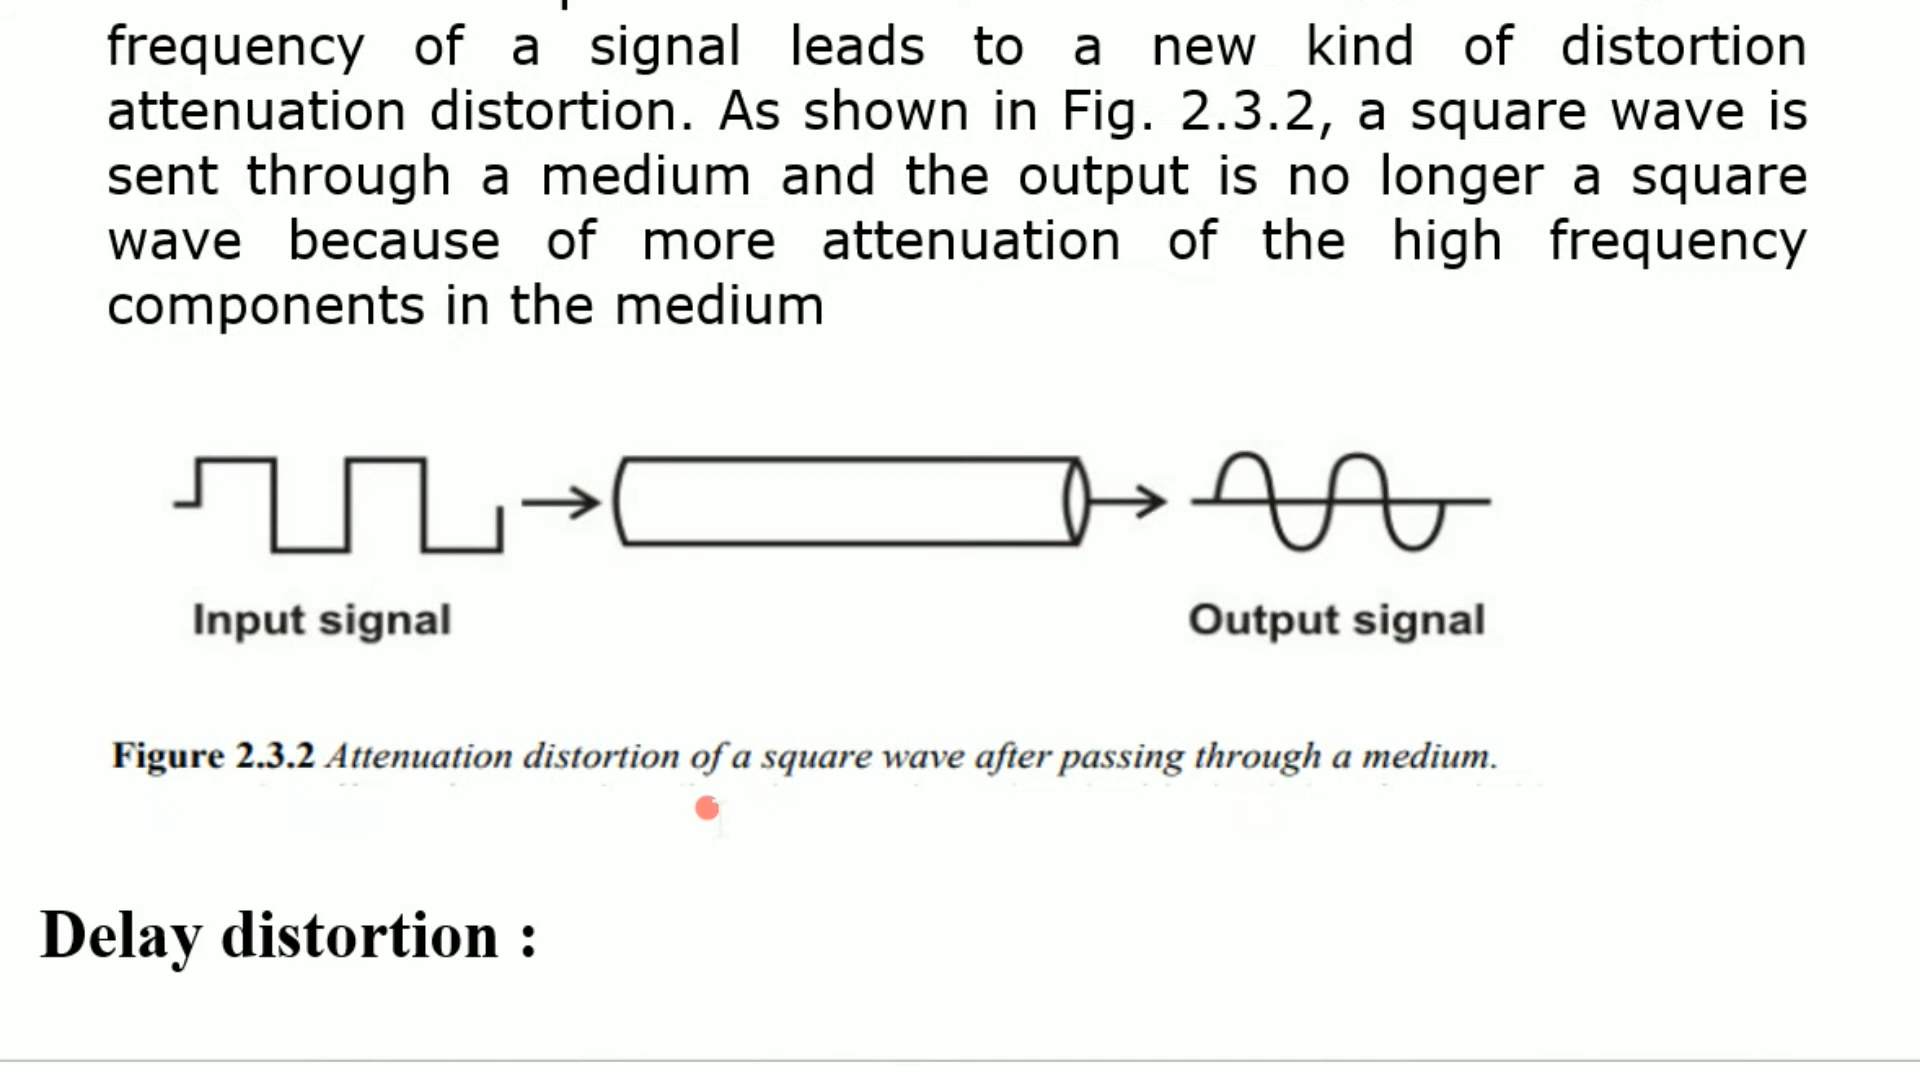 frequency of a signal leads to a new kind of distortion
attenuation distortion. As shown in Fig. 2.3.2, a square wave is
sent through a medium and the output is no longer a square
wave because of more attenuation of the high frequency
components in the medium
Input signal
Output signal
Figure 2.3.2 Attenuation distortion of a square wave after passing through a medium.
Delay distortion :